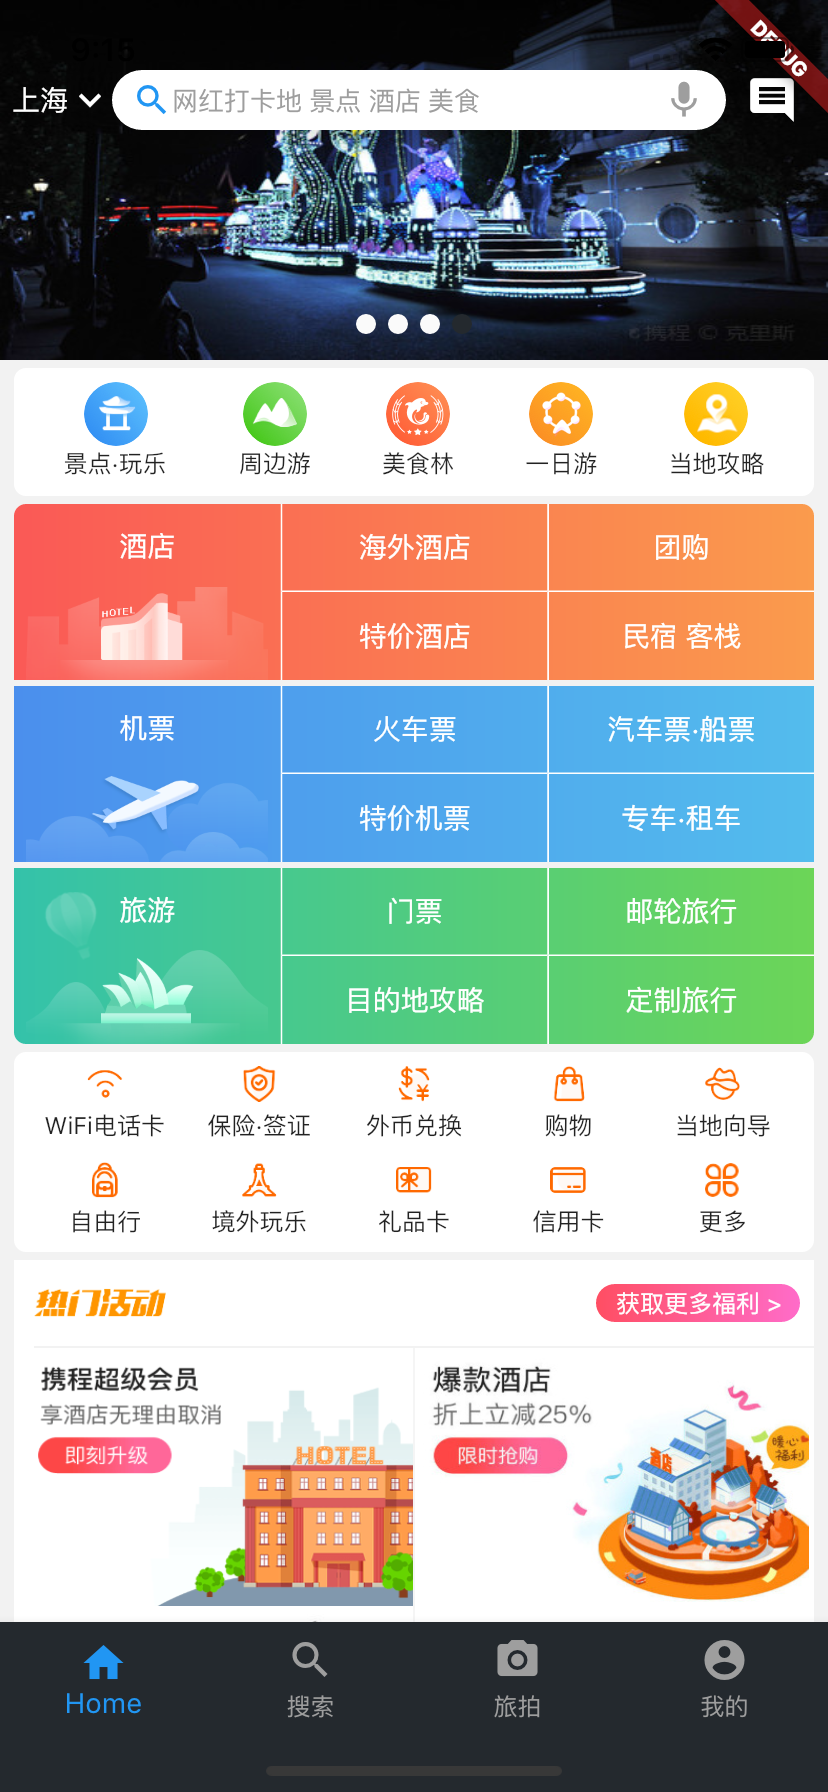 9:16
DEBUG
上海
网红打卡地 景点 酒店 美食
携程 © 克里斯
景点·玩乐
周边游
美食林
一日游
当地攻略
酒店
海外酒店
团购
HOTEL
特价酒店
民宿 客栈
机票
火车票
汽车票·船票
特价机票
专车·租车
旅游
门票
邮轮旅行
目的地攻略
定制旅行
WiFi电话卡
保险·签证
外币兑换
购物
当地向导
自由行
境外玩乐
礼品卡
信用卡
更多
热门活动
获取更多福利 >
携程超级会员
享酒店无理由取消
即刻升级
HOTEL
爆款酒店
折上立减25%
限时抢购
酒店
暖心
福利
Home
搜索
旅拍
我的